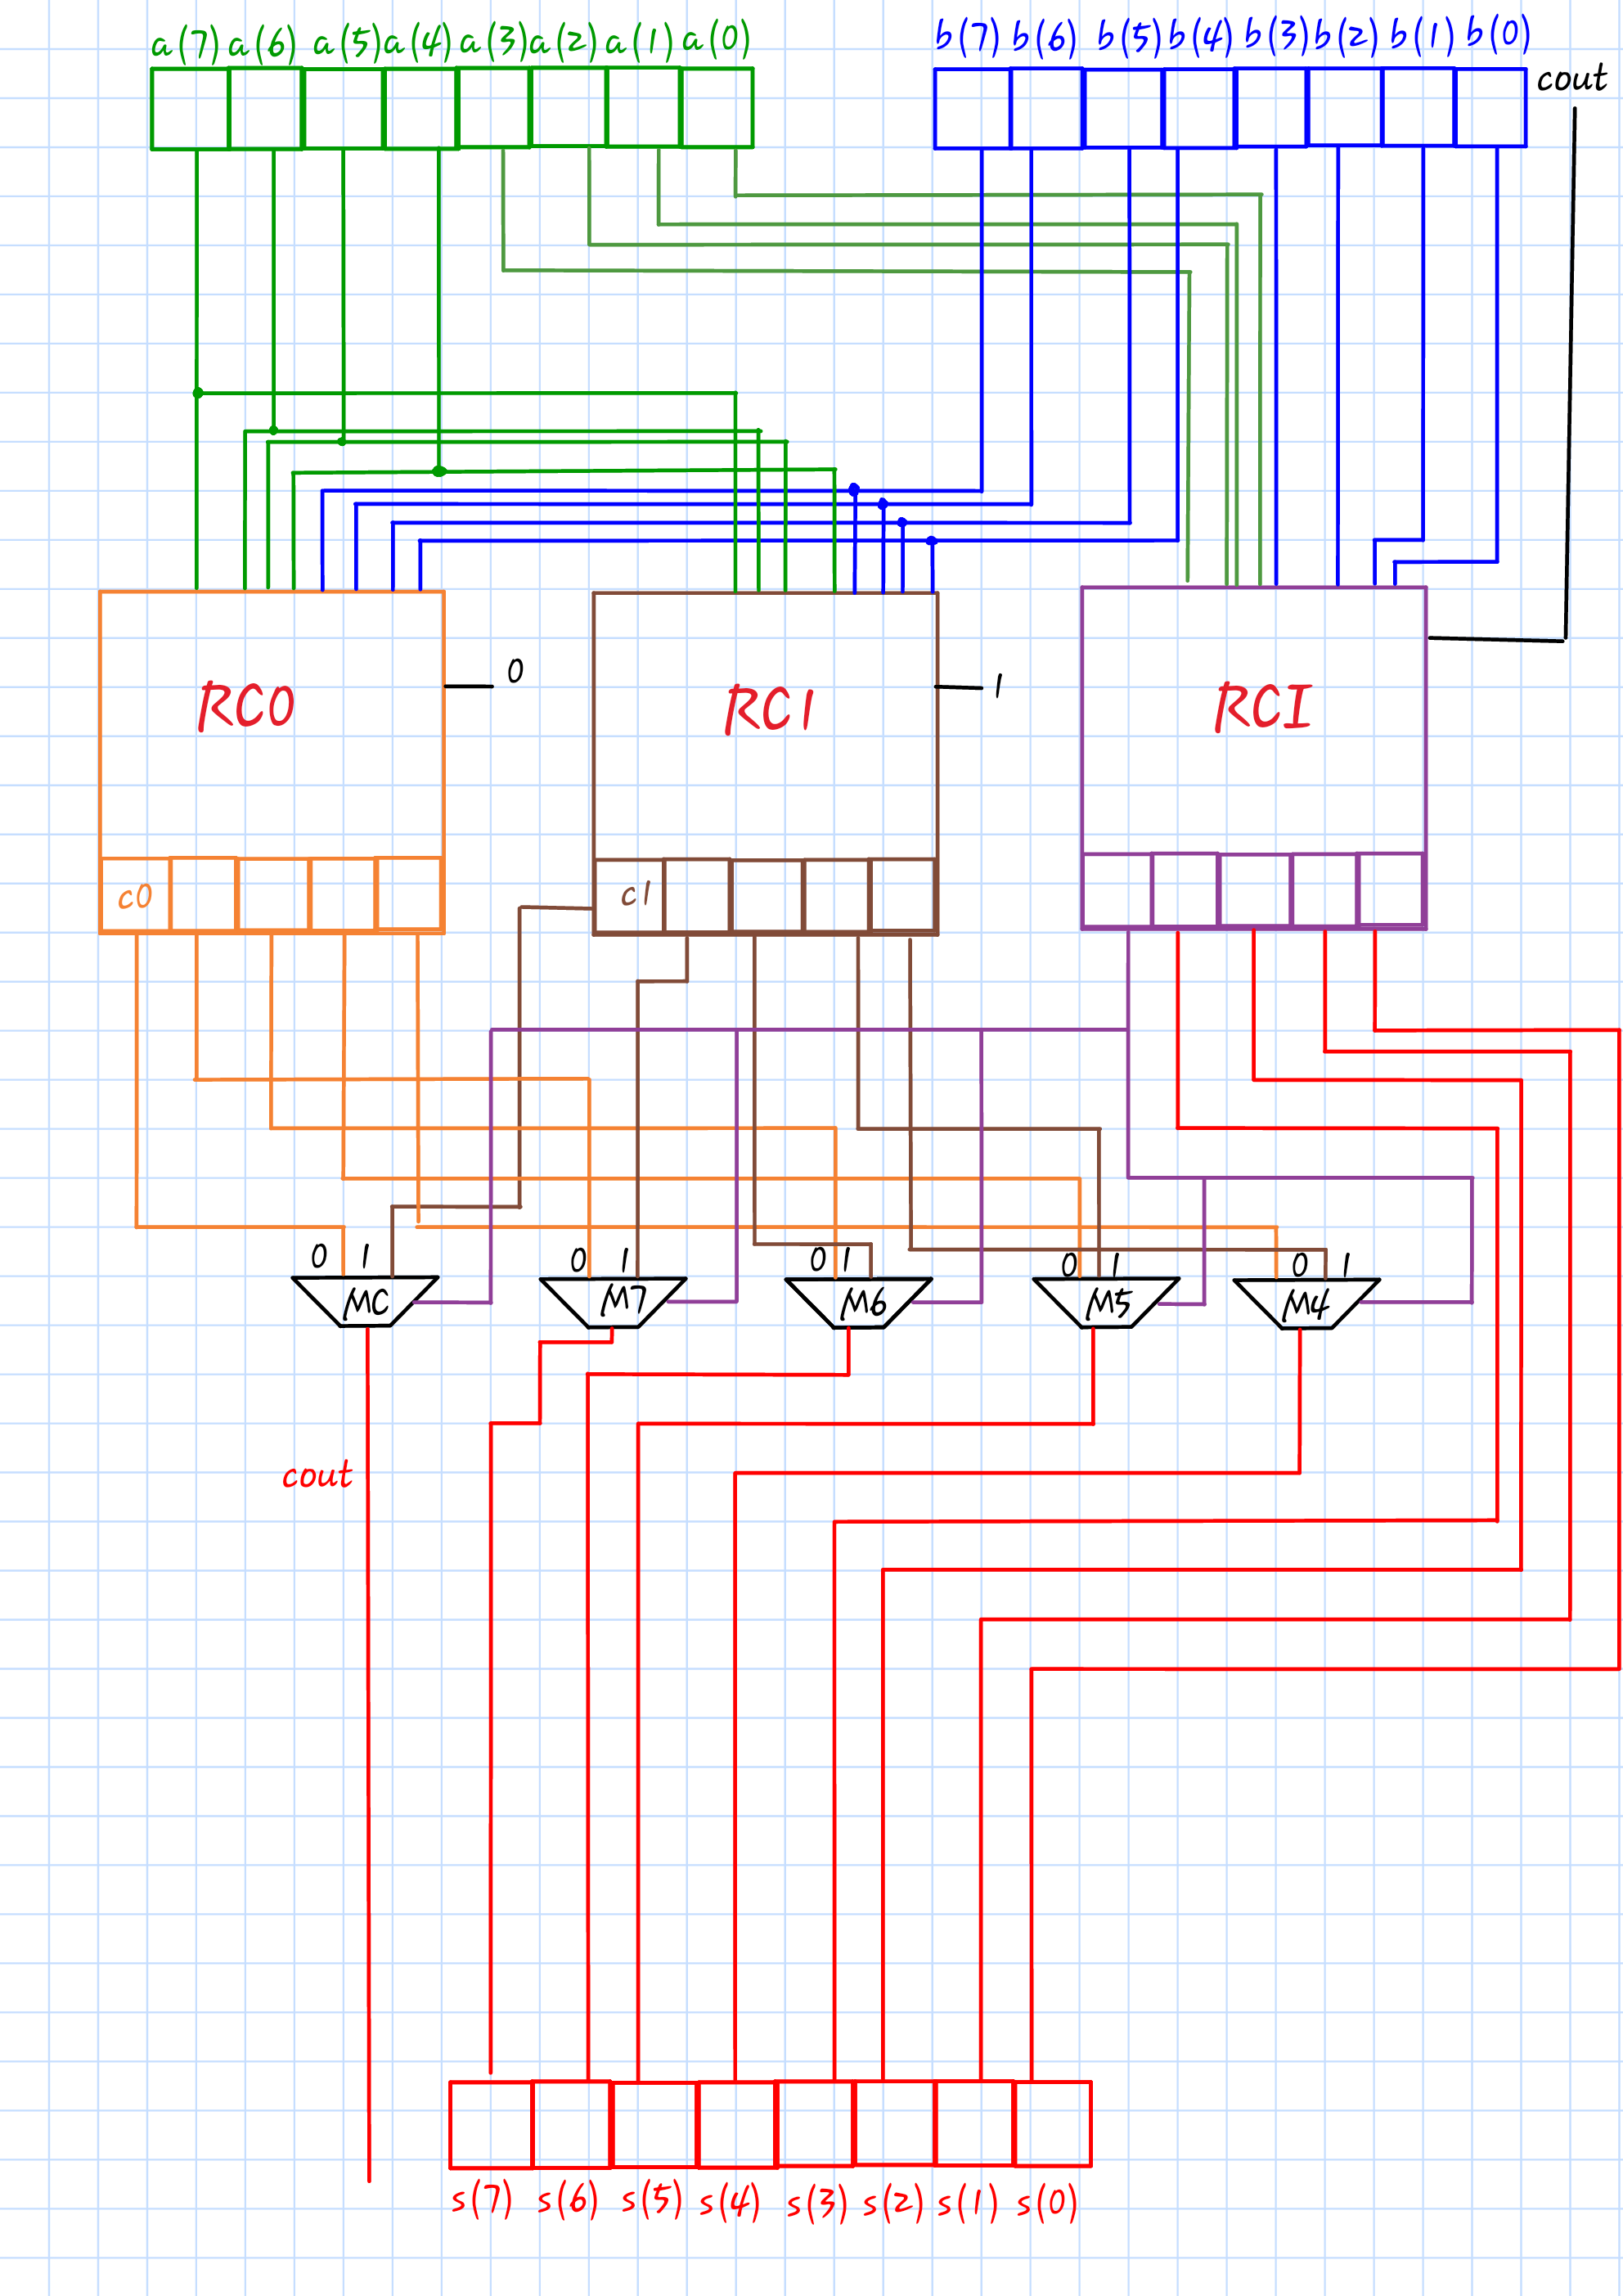 a(7) a(6) a(5) a(4) a(3) a(2) a(1) a(0) b(7) b(6) b(5) b(4) b(3) b(2) b(1) b(0)
cout
RC0 0 RC1 1 RCI
c0 c1
0 1 0 1 0 1 0 1 0 1
MC M7 M6 M5 M4
cout
s(7) s(6) s(5) s(4) s(3) s(2) s(1) s(0)